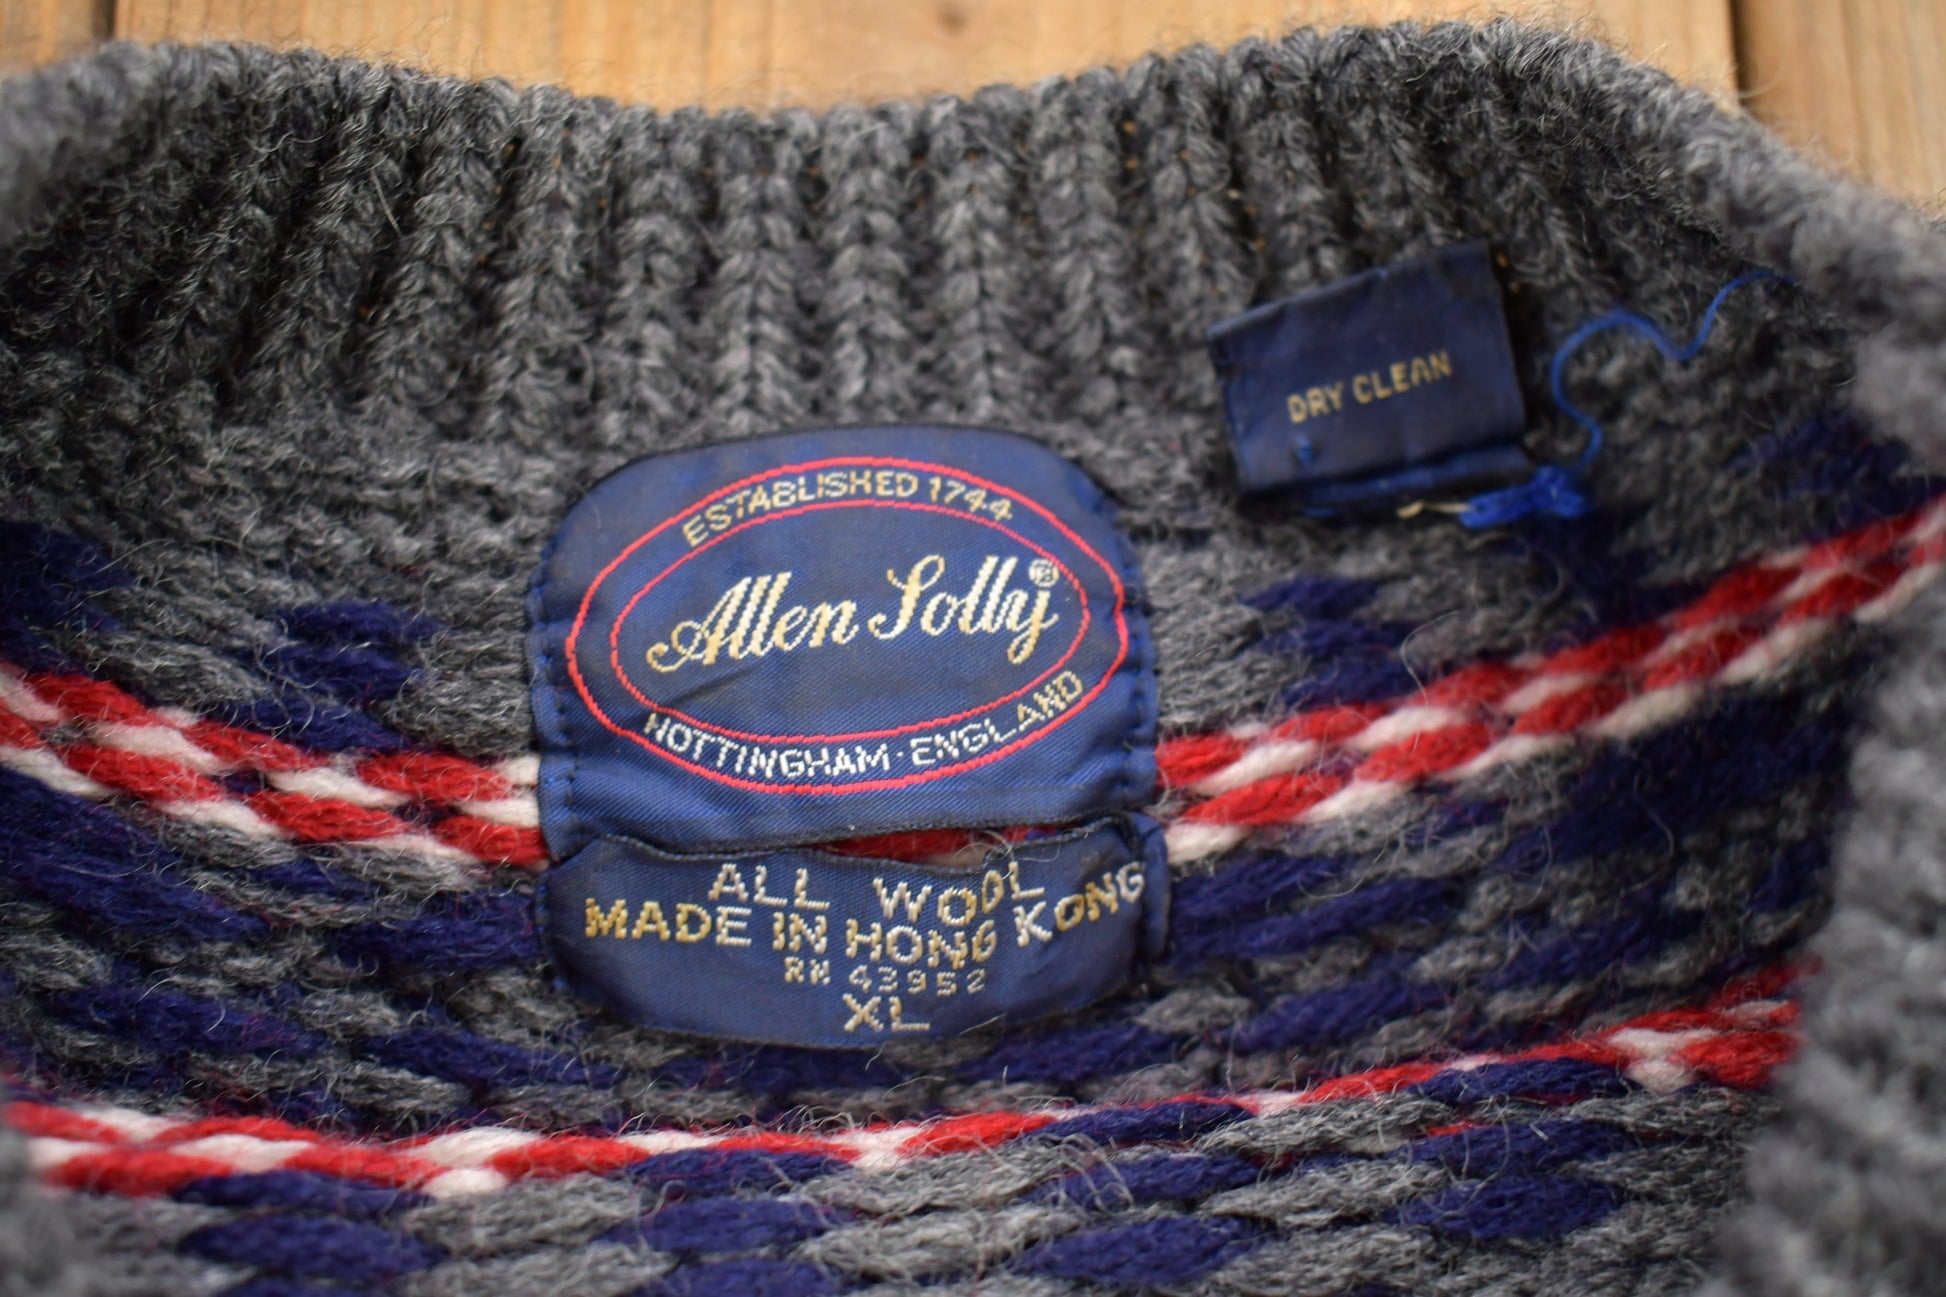 DRY CLEAN
ESTABLISHED 1744
Allen Solly®
NOTTINGHAM · ENGLAND
ALL WOOL
MADE IN HONG KONG
RN 43952
XL